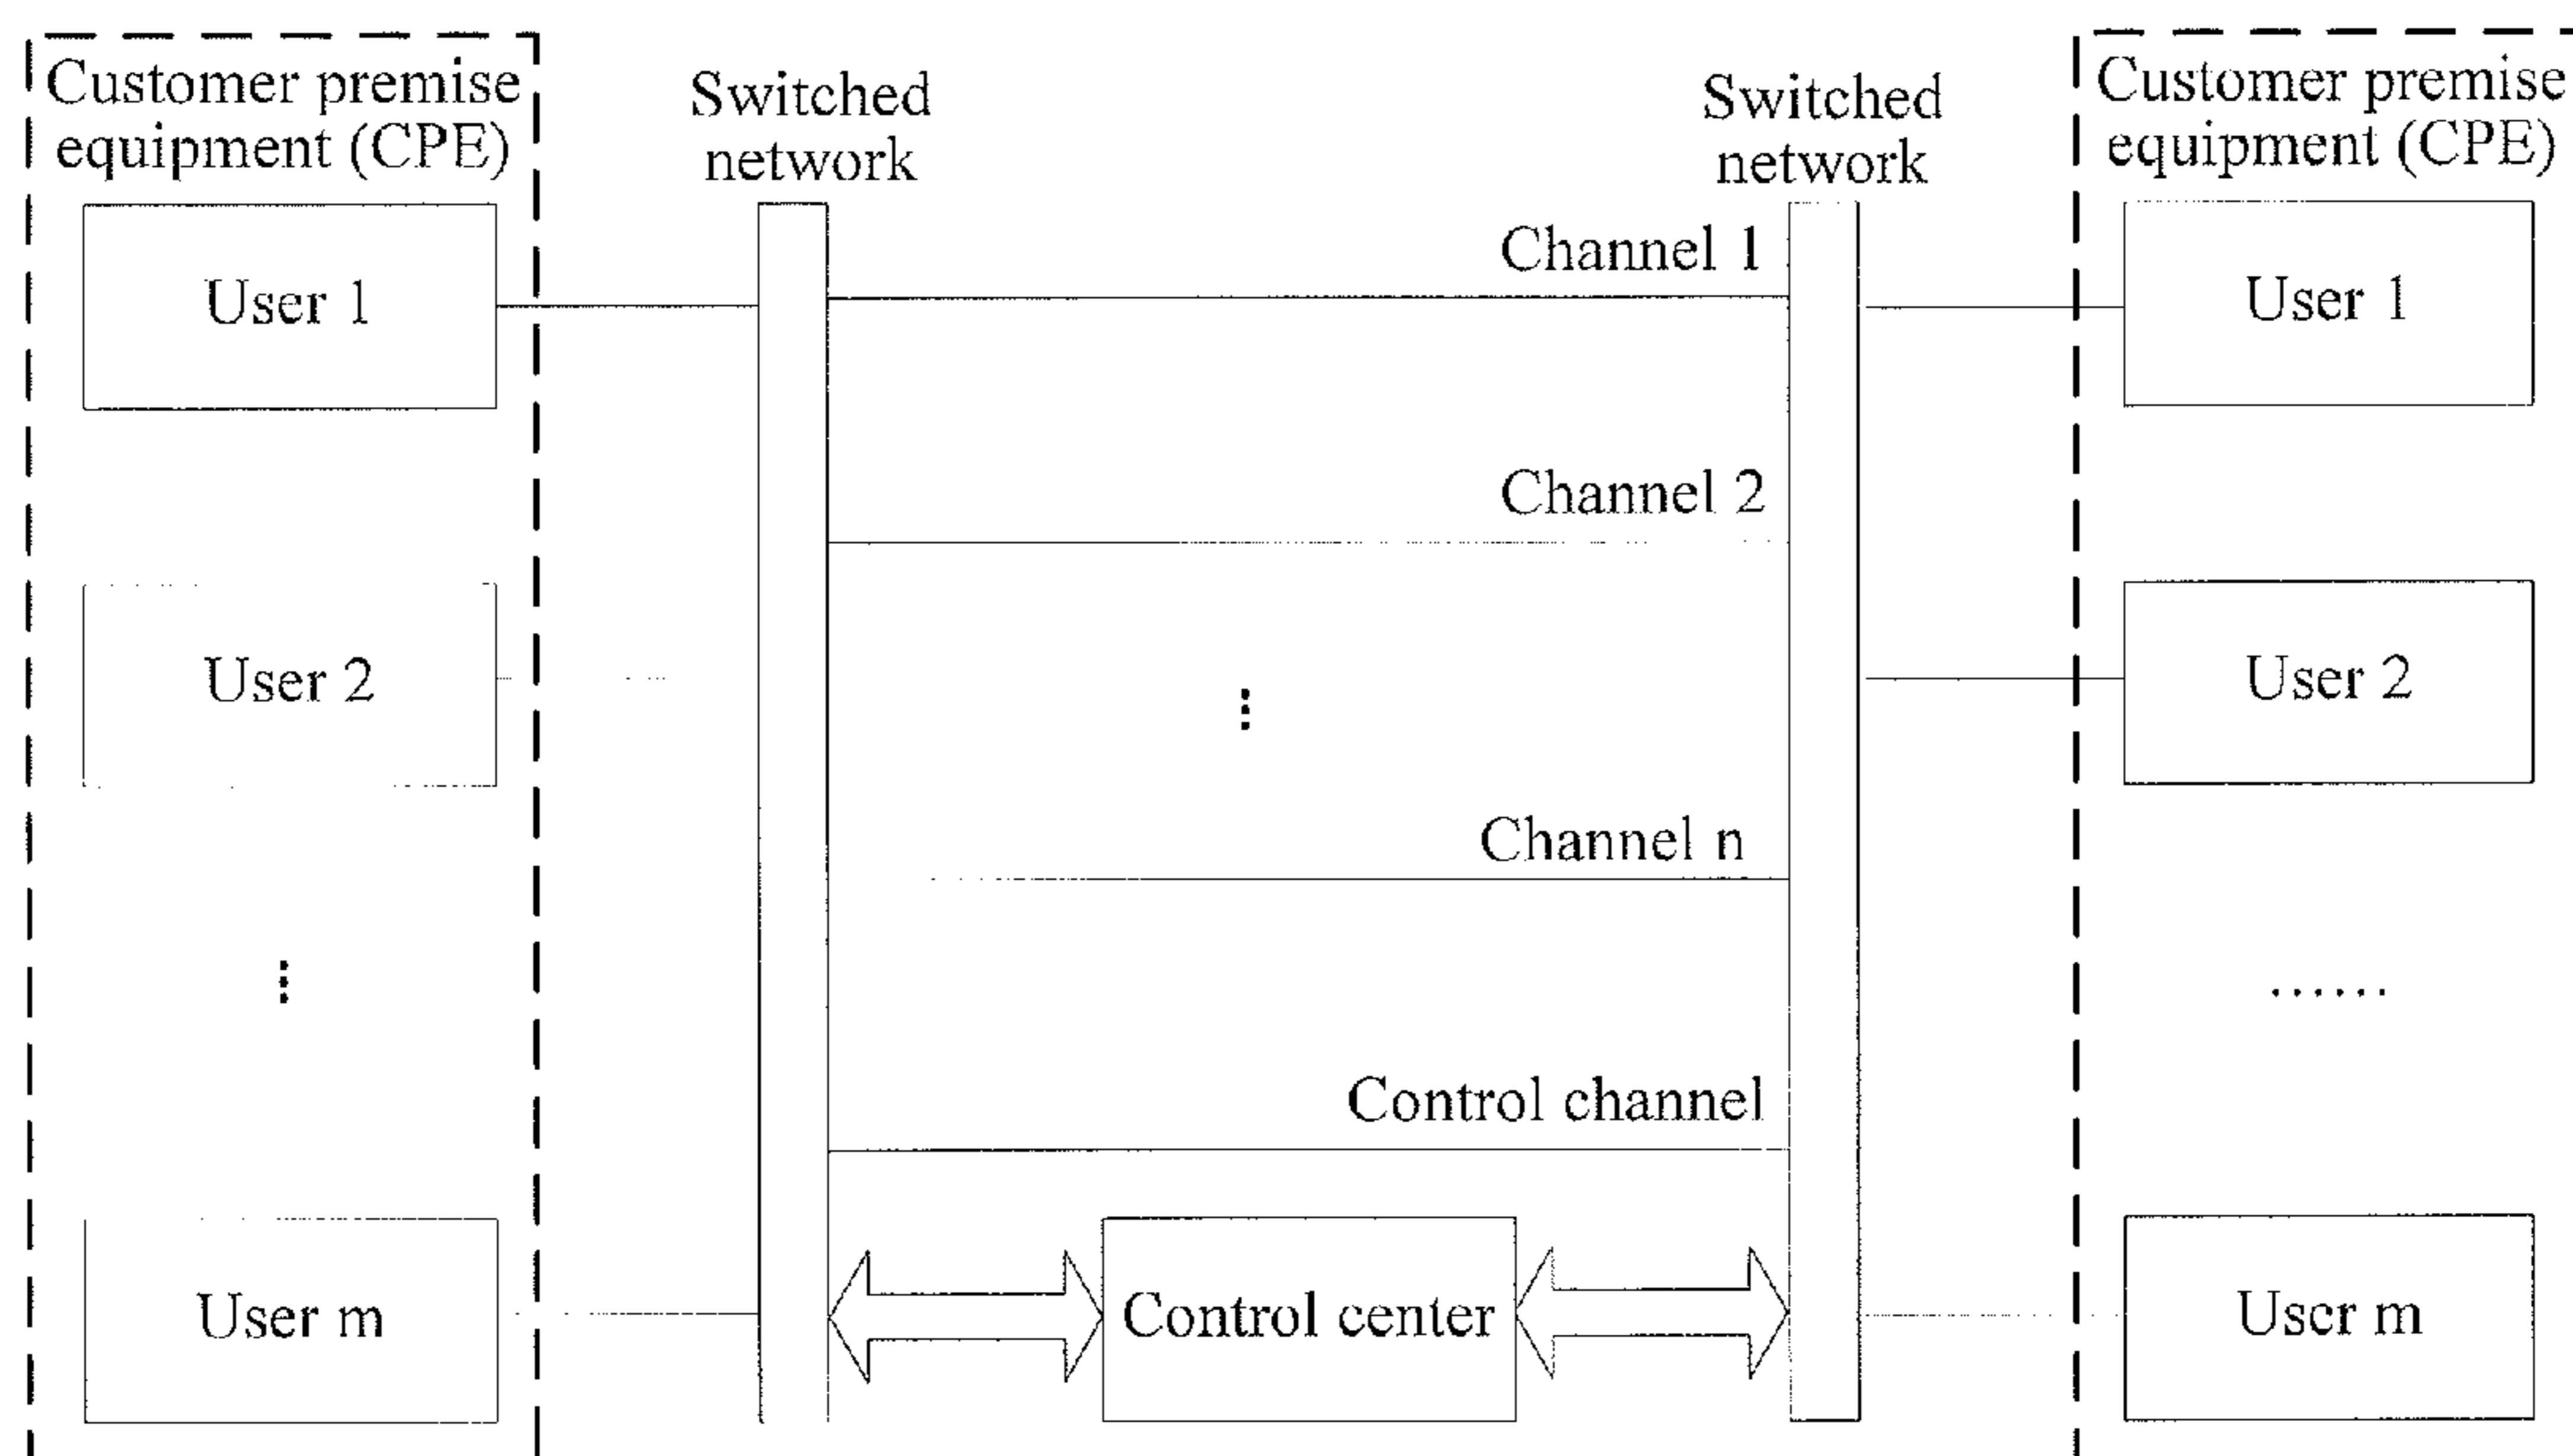 Customer premise
equipment (CPE)
Switched
network
Switched
network
Customer premise
equipment (CPE)
User 1
Channel 1
User 1
Channel 2
User 2
User 2
Channel n
......
Control channel
User m
Control center
User m